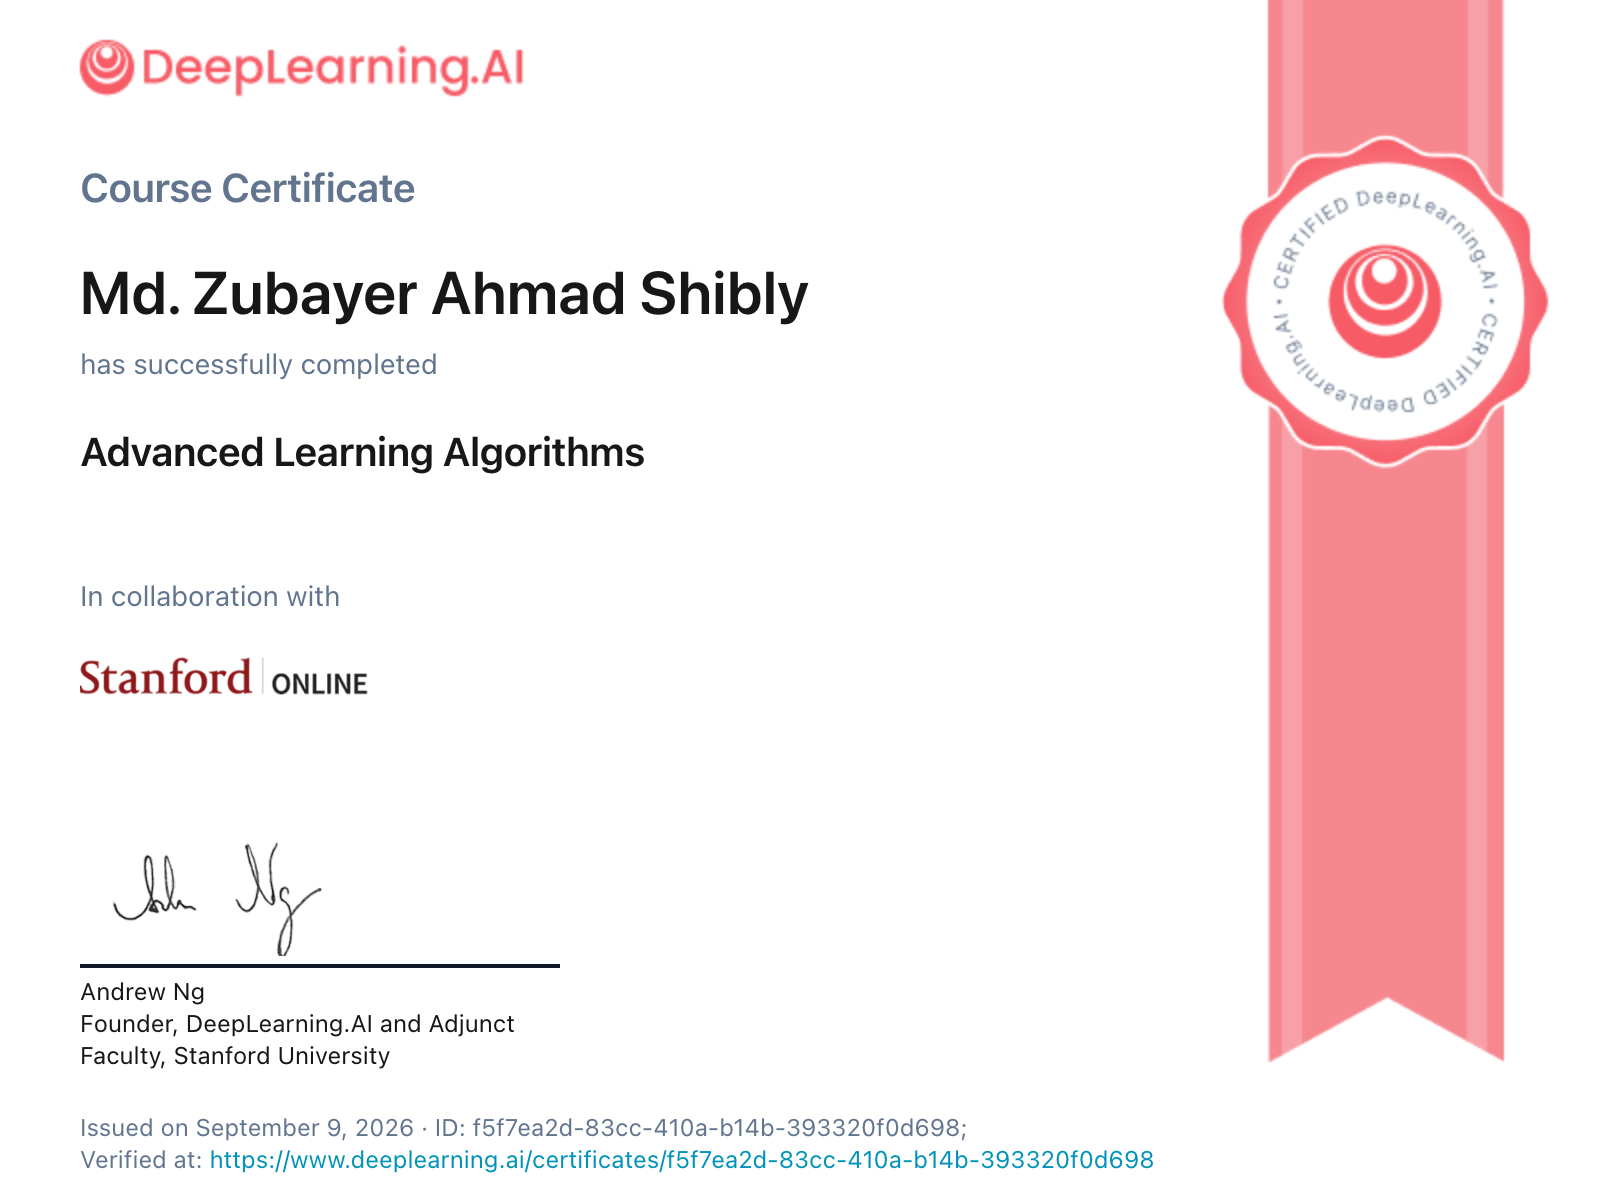 DeepLearning.AI
Course Certificate
Md. Zubayer Ahmad Shibly
has successfully completed
Advanced Learning Algorithms
In collaboration with
Stanford ONLINE
Andrew Ng
Andrew Ng
Founder, DeepLearning.AI and Adjunct
Faculty, Stanford University
Issued on September 9, 2026 · ID: f5f7ea2d-83cc-410a-b14b-393320f0d698;
Verified at: https://www.deeplearning.ai/certificates/f5f7ea2d-83cc-410a-b14b-393320f0d698
CERTIFIED DeepLearning.AI • CERTIFIED DeepLearning.AI •